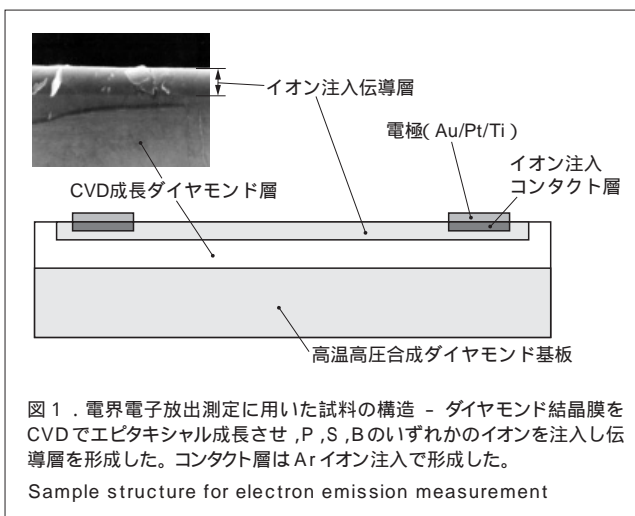 イオン注入伝導層
電極(Au/Pt/Ti)
イオン注入
コンタクト層
CVD成長ダイヤモンド層
高温高圧合成ダイヤモンド基板
図1.電界電子放出測定に用いた試料の構造 - ダイヤモンド結晶膜を
CVDでエピタキシャル成長させ,P,S,Bのいずれかのイオンを注入し伝
導層を形成した。コンタクト層はArイオン注入で形成した。
Sample structure for electron emission measurement